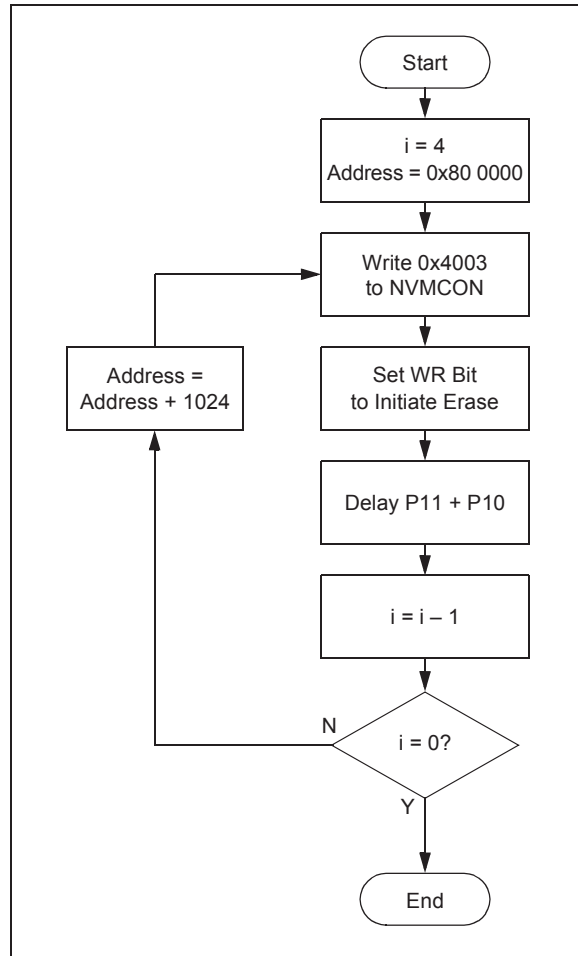 Start
i = 4
Address = 0x80 0000
Write 0x4003
to NVMCON
Address =
Address + 1024
Set WR Bit
to Initiate Erase
Delay P11 + P10
i = i – 1
N
i = 0?
Y
End